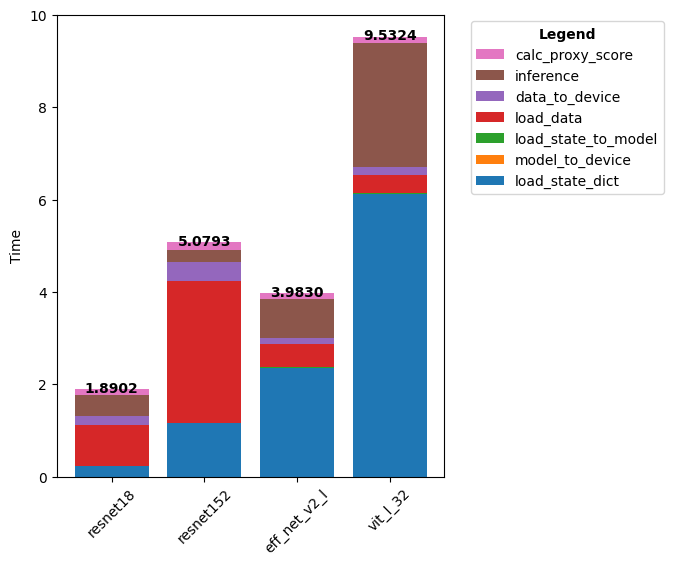 10
8
6
4
2
0
Time
1.8902
5.0793
3.9830
9.5324
resnet18
resnet152
eff_net_v2_l
vit_l_32
Legend
calc_proxy_score
inference
data_to_device
load_data
load_state_to_model
model_to_device
load_state_dict